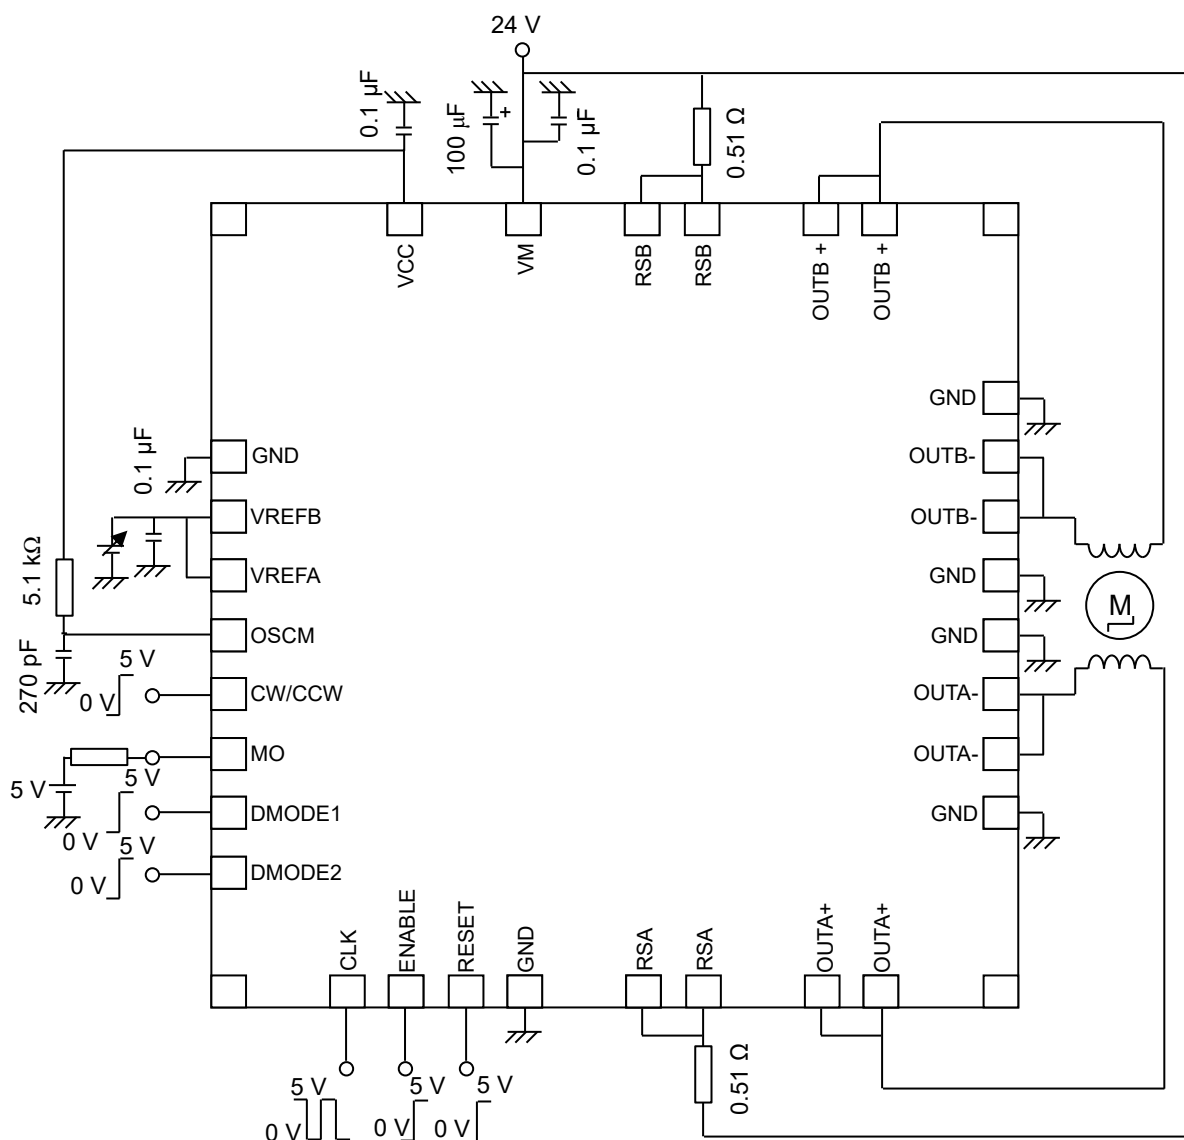 24 V
0.1 µF
100 µF
+
0.1 µF
0.51 Ω
VCC
VM
RSB
RSB
OUTB +
OUTB +
GND
OUTB-
OUTB-
GND
GND
OUTA-
OUTA-
GND
M
0.1 µF
GND
VREFB
VREFA
5.1 kΩ
OSCM
270 pF
5 V
0 V
CW/CCW
MO
5 V
5 V
0 V
DMODE1
5 V
0 V
DMODE2
CLK
ENABLE
RESET
GND
RSA
RSA
OUTA+
OUTA+
0.51 Ω
5 V
0 V
5 V
0 V
5 V
0 V